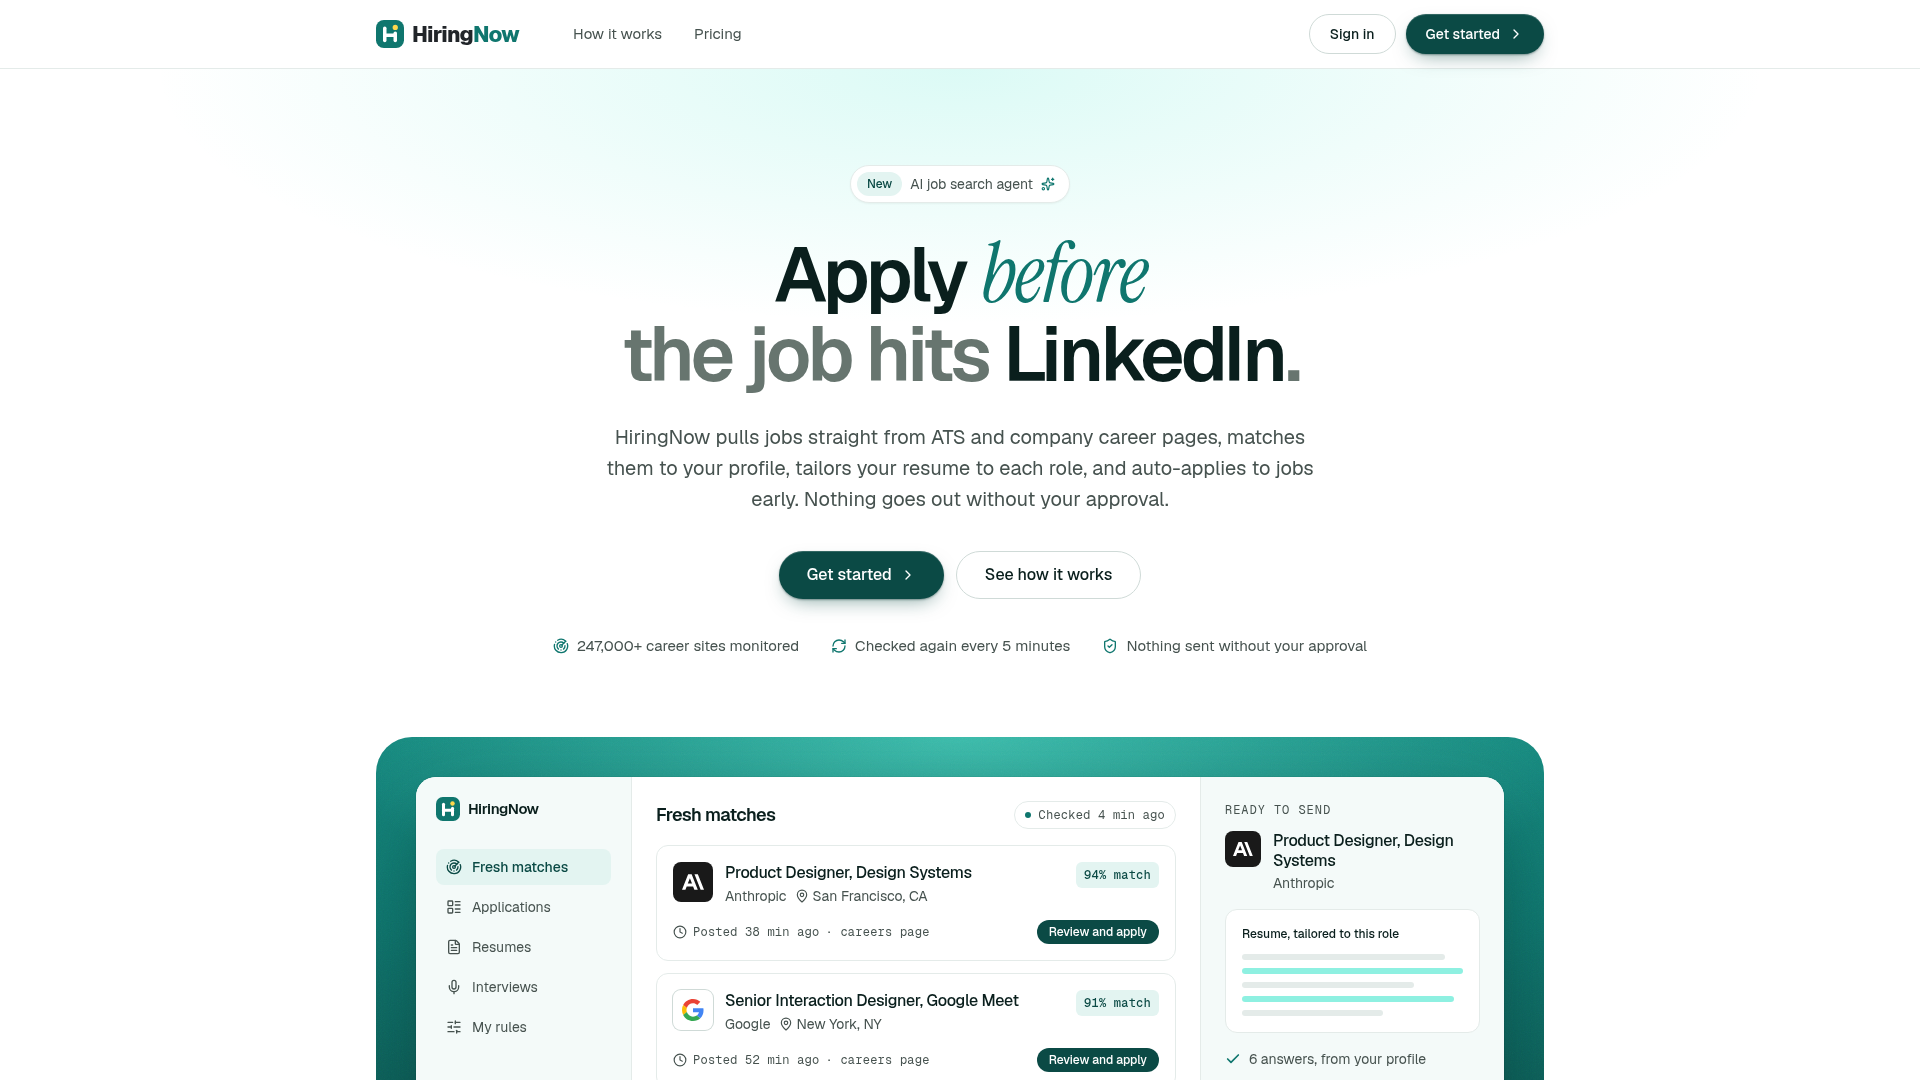 HiringNow
How it works
Pricing
Sign in
Get started
New
AI job search agent
Apply before
the job hits LinkedIn.
HiringNow pulls jobs straight from ATS and company career pages, matches
them to your profile, tailors your resume to each role, and auto-applies to jobs
early. Nothing goes out without your approval.
Get started
See how it works
247,000+ career sites monitored
Checked again every 5 minutes
Nothing sent without your approval
HiringNow
Fresh matches
Applications
Resumes
Interviews
My rules
Fresh matches
Checked 4 min ago
Product Designer, Design Systems
94% match
Anthropic
San Francisco, CA
Posted 38 min ago · careers page
Review and apply
Senior Interaction Designer, Google Meet
91% match
Google
New York, NY
Posted 52 min ago · careers page
Review and apply
READY TO SEND
Product Designer, Design
Systems
Anthropic
Resume, tailored to this role
6 answers, from your profile